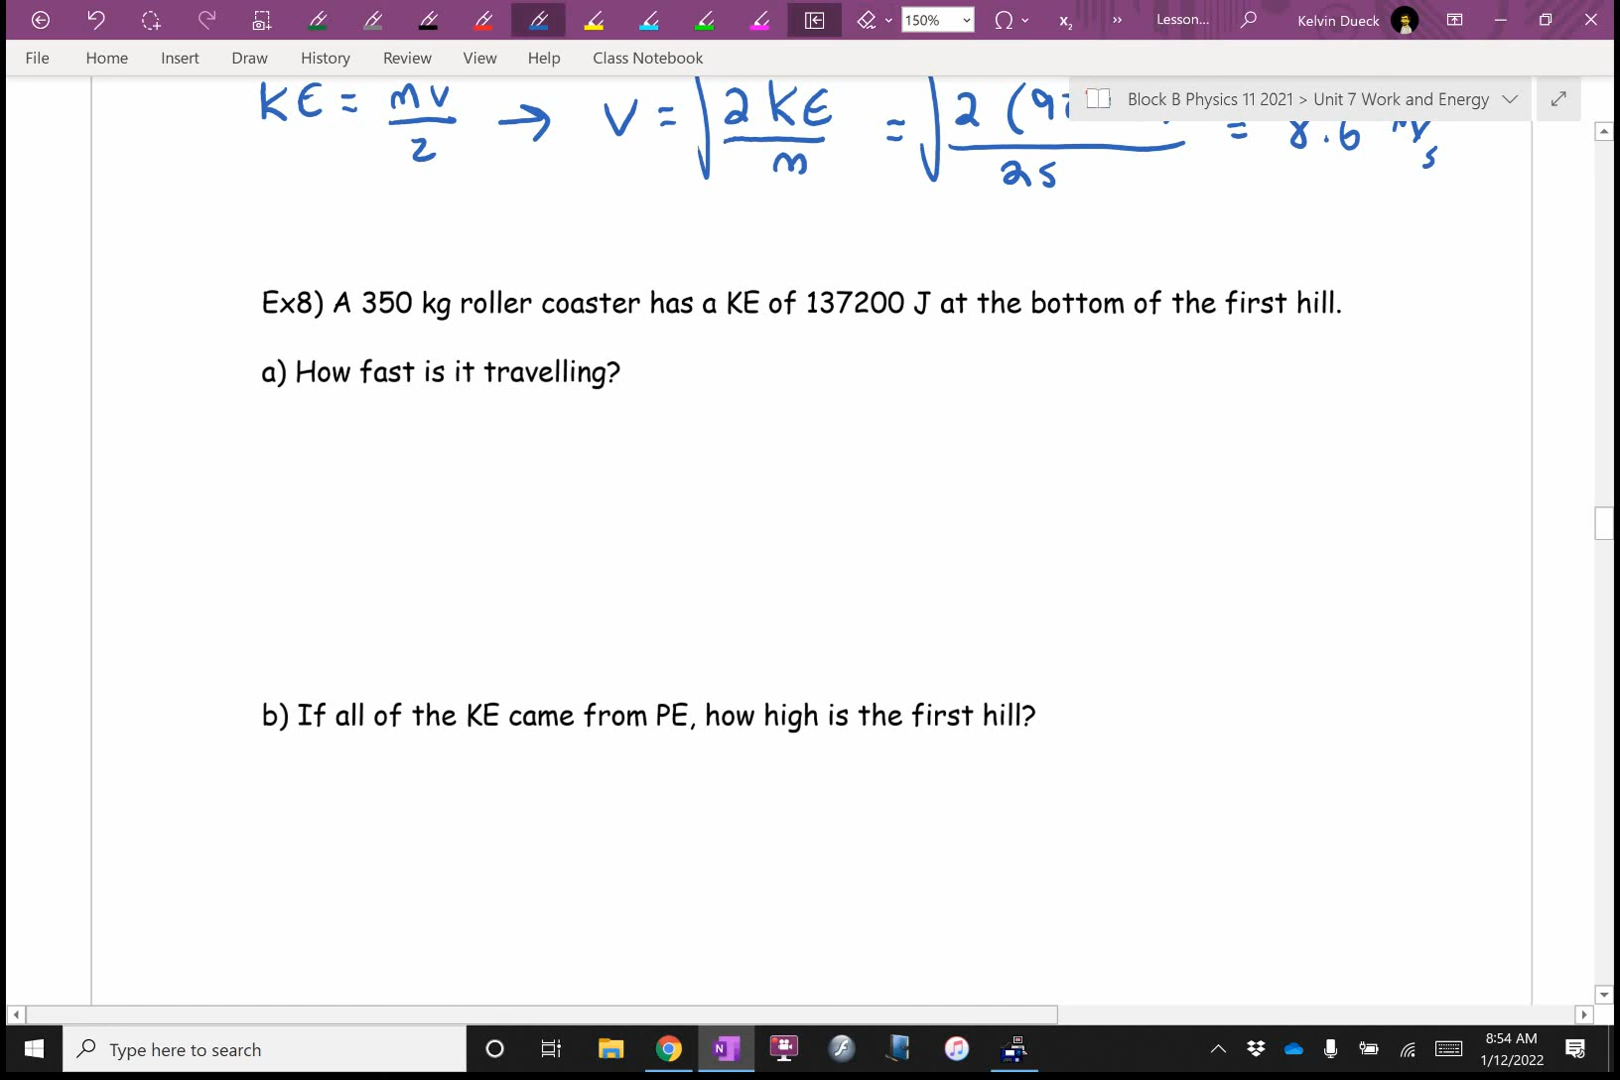 150%
Ω
x₂
Lesson...
Kelvin Dueck
File
Home
Insert
Draw
History
Review
View
Help
Class Notebook
Block B Physics 11 2021 > Unit 7 Work and Energy
KE = mv
2
→ V = √ 2 KE
m
= √ 2 (9
25
= 8.6 m/s
Ex8) A 350 kg roller coaster has a KE of 137200 J at the bottom of the first hill.
a) How fast is it travelling?
b) If all of the KE came from PE, how high is the first hill?
Type here to search
8:54 AM
1/12/2022